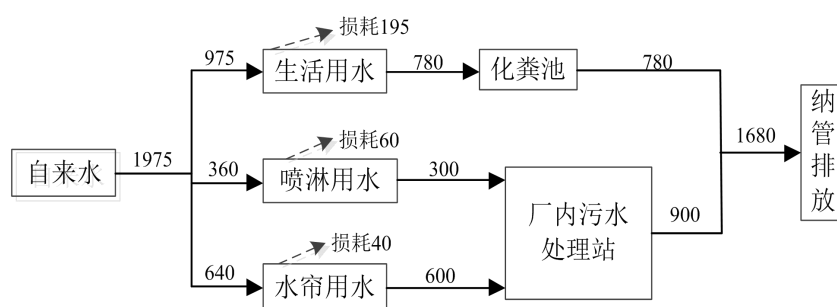 损耗195
975
生活用水
780
化粪池
780
自来水
1975
360
损耗60
喷淋用水
300
厂内污水
处理站
900
1680
纳
管
排
放
640
损耗40
水帘用水
600